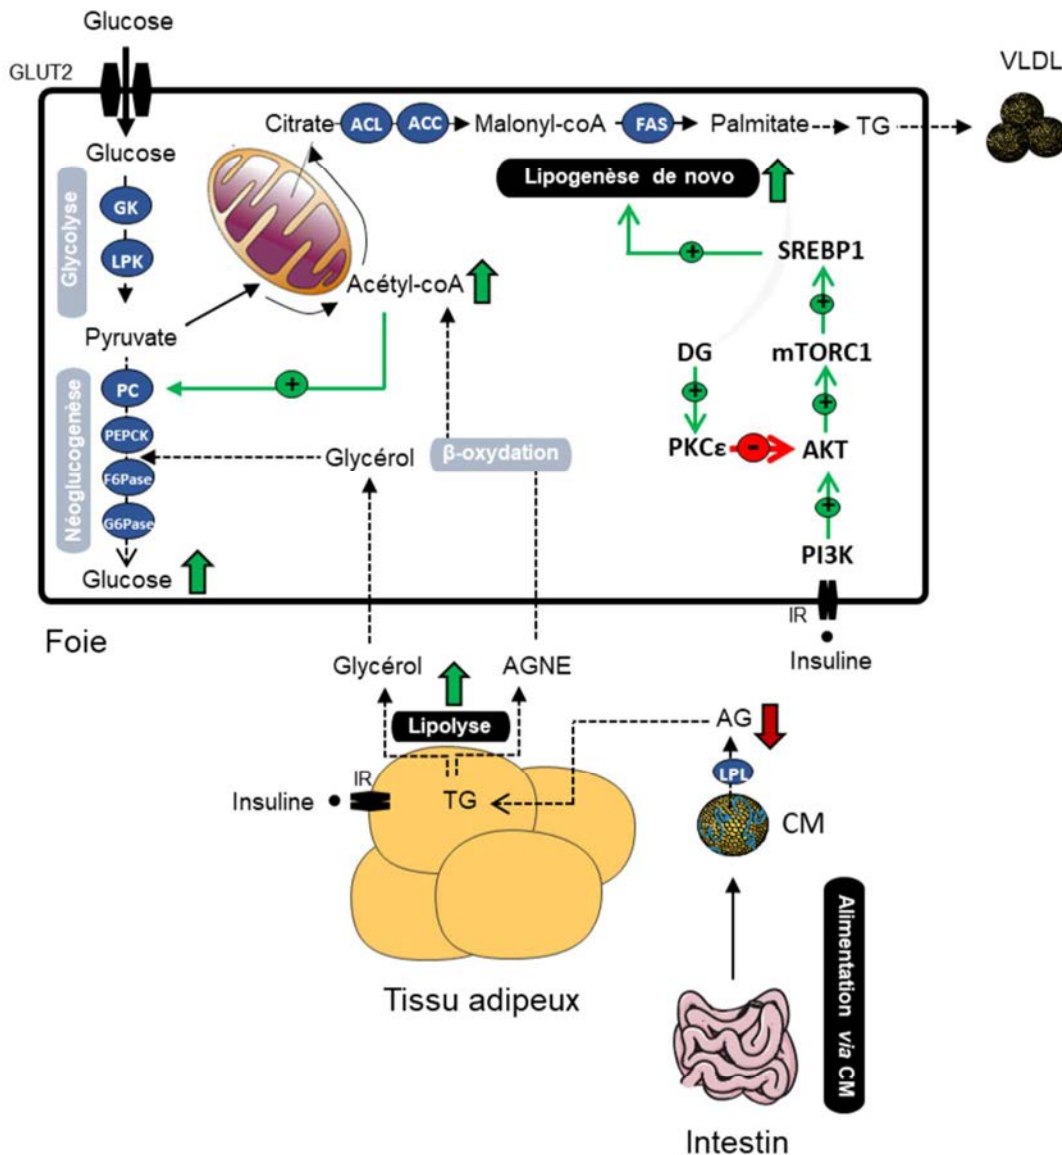 Glucose
GLUT2
VLDL
Citrate ACL ACC Malonyl-coA FAS Palmitate TG
Glucose
Lipogenèse de novo
Glycolyse
GK
LPK
+ SREBP1
Acétyl-coA
+
Pyruvate
DG mTORC1
Néoglucogenèse
PC
+
+ +
PEPCK
PKCε - AKT
Glycérol
β-oxydation
F6Pase
G6Pase
+
PI3K
Glucose
IR
Foie
Insuline
Glycérol AGNE
Lipolyse
AG
LPL
IR
Insuline
TG
CM
Alimentation via CM
Tissu adipeux
Intestin